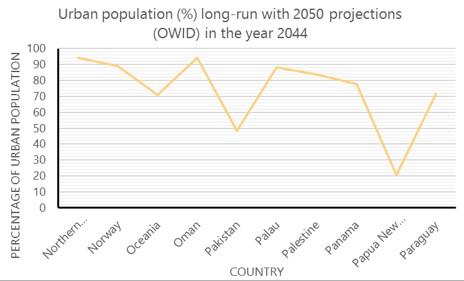 Urban population (%) long-run with 2050 projections
(OWID) in the year 2044
PERCENTAGE OF URBAN POPULATION
100
90
80
70
60
50
40
30
20
10
0
Northern...
Norway
Oceania
Oman
Pakistan
Palau
Palestine
Panama
Papua New...
Paraguay
COUNTRY